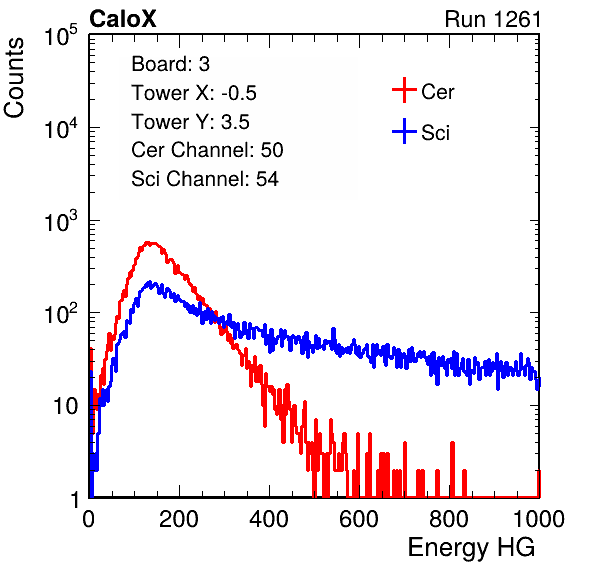 CaloX Run 1261
Counts
10^5
10^4
10^3
10^2
10
1
Board: 3
Tower X: -0.5
Tower Y: 3.5
Cer Channel: 50
Sci Channel: 54
Cer
Sci
0 200 400 600 800 1000
Energy HG